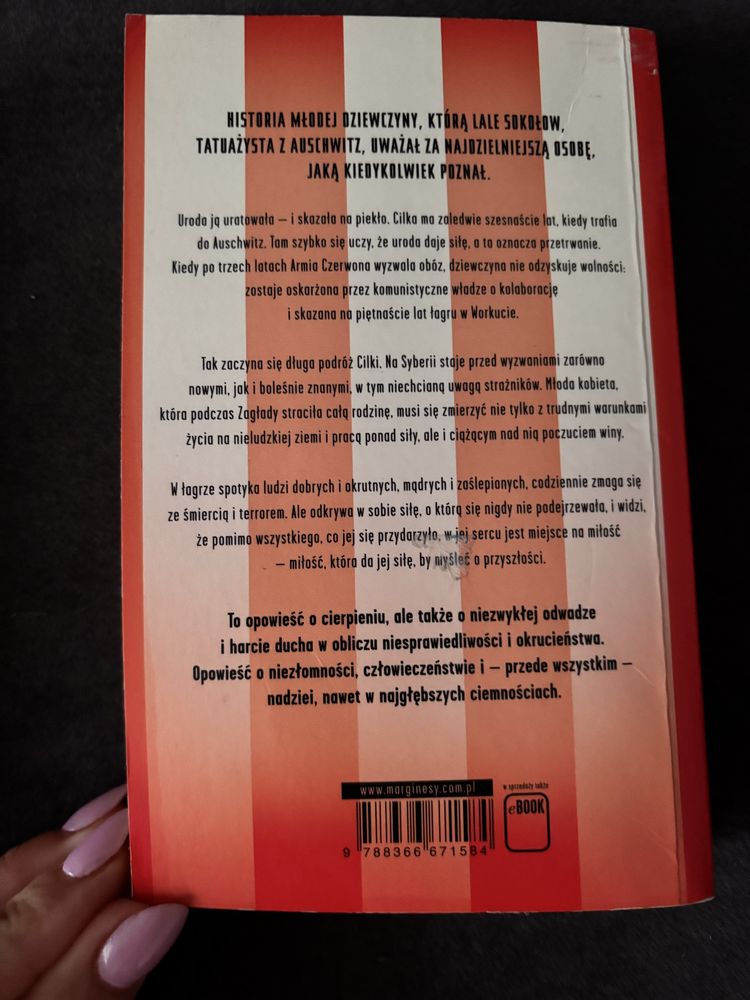 HISTORIA MŁODEJ DZIEWCZYNY, KTÓRĄ LALE SOKOŁOW,
TATUAŻYSTA Z AUSCHWITZ, UWAŻAŁ ZA NAJDZIELNIEJSZĄ OSOBĘ,
JAKĄ KIEDYKOLWIEK POZNAŁ.
Uroda ją uratowała – i skazała na piekło. Cilka ma zaledwie szesnaście lat, kiedy trafia
do Auschwitz. Tam szybko się uczy, że uroda daje siłę, a ta oznacza przetrwanie.
Kiedy po trzech latach Armia Czerwona wyzwala obóz, dziewczyna nie odzyskuje wolności:
zostaje oskarżona przez komunistyczne władze o kolaborację
i skazana na piętnaście lat łagru w Workucie.
Tak zaczyna się długa podróż Cilki. Na Syberii staje przed wyzwaniami zarówno
nowymi, jak i boleśnie znanymi, w tym niechcianą uwagą strażników. Młoda kobieta,
która podczas Zagłady straciła całą rodzinę, musi się zmierzyć nie tylko z trudnymi warunkami
życia na nieludzkiej ziemi i pracą ponad siły, ale i ciążącym nad nią poczuciem winy.
W łagrze spotyka ludzi dobrych i okrutnych, mądrych i zaślepionych, codziennie zmaga się
ze śmiercią i terrorem. Ale odkrywa w sobie siłę, o którą się nigdy nie podejrzewała, i widzi,
że pomimo wszystkiego, co jej się przydarzyło, w jej sercu jest miejsce na miłość
– miłość, która da jej siłę, by myśleć o przyszłości.
To opowieść o cierpieniu, ale także o niezwykłej odwadze
i harcie ducha w obliczu niesprawiedliwości i okrucieństwa.
Opowieść o niezłomności, człowieczeństwie i – przede wszystkim –
nadziei, nawet w najgłębszych ciemnościach.
www.marginesy.com.pl
w sprzedaży także
eBOOK
9 788366 671584